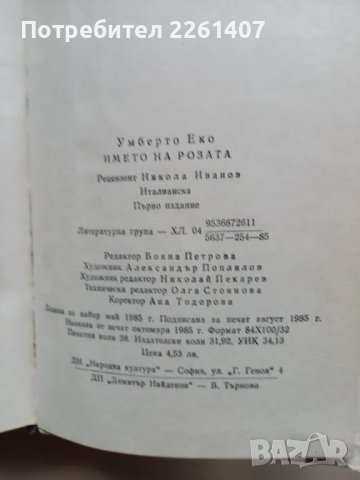 Потребител 2261407
Умберто Еко
ИМЕТО НА РОЗАТА
Рецензент Никола Иванов
Италианска
Първо издание
Литературна група — ХЛ. 04 9536672611
5637—254—85
Редактор Бояна Петрова
Художник Александър Поплилов
Художник редактор Николай Пекарев
Технически редактор Олга Стоянова
Коректор Ана Тодорова
Дадена за набор май 1985 г. Подписана за печат август 1985 г.
Излязла от печат октомври 1985 г. Формат 84X100/32
Печатни коли 38. Издателски коли 31,92. УИК 34,13
Цена 4,53 лв.
ДИ „Народна култура" — София, ул. „Г. Генов" 4
ДП „Димитър Найденов" — В. Търново
BAZAR